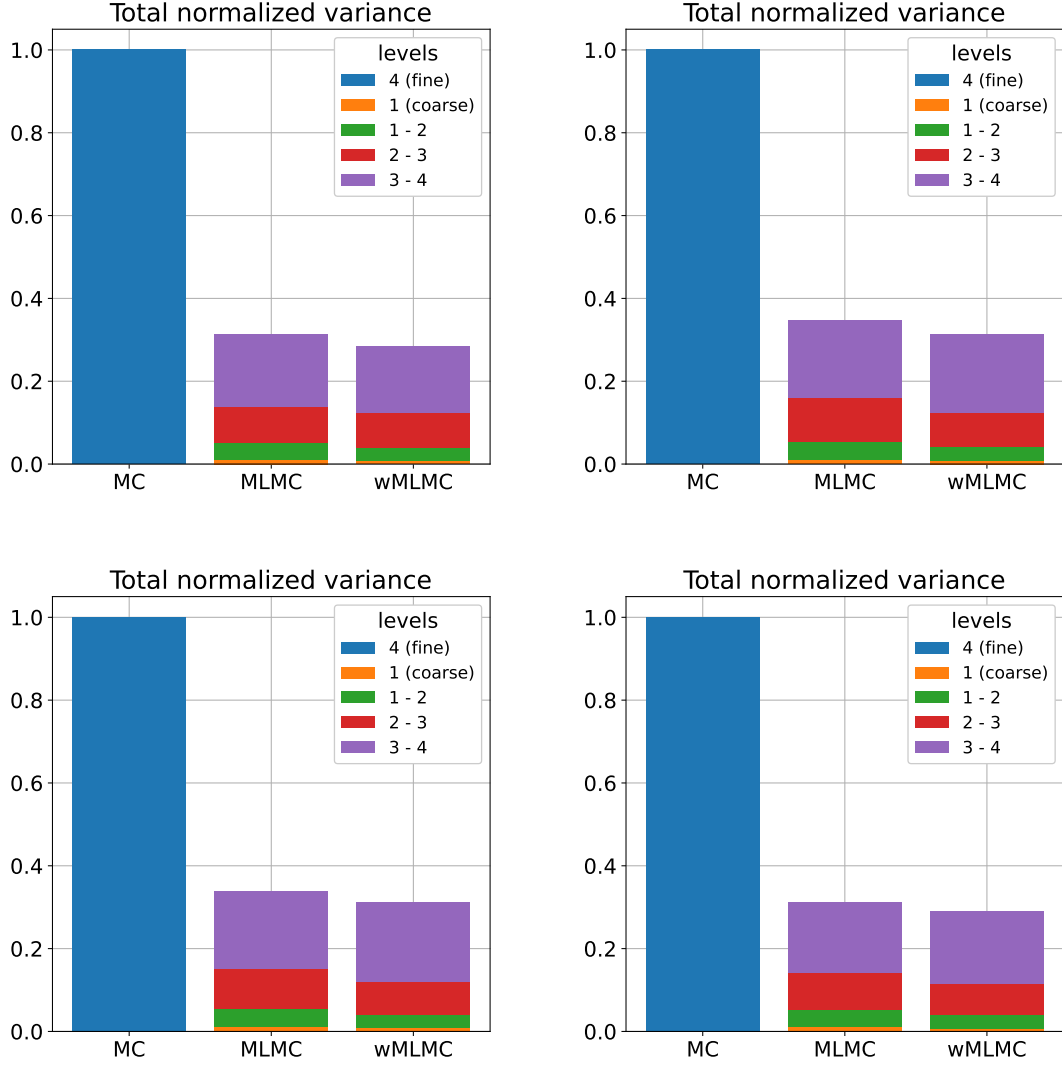 Total normalized variance
1.0
0.8
0.6
0.4
0.2
0.0
levels
4 (fine)
1 (coarse)
1 - 2
2 - 3
3 - 4
MC
MLMC
wMLMC
Total normalized variance
1.0
0.8
0.6
0.4
0.2
0.0
levels
4 (fine)
1 (coarse)
1 - 2
2 - 3
3 - 4
MC
MLMC
wMLMC
Total normalized variance
1.0
0.8
0.6
0.4
0.2
0.0
levels
4 (fine)
1 (coarse)
1 - 2
2 - 3
3 - 4
MC
MLMC
wMLMC
Total normalized variance
1.0
0.8
0.6
0.4
0.2
0.0
levels
4 (fine)
1 (coarse)
1 - 2
2 - 3
3 - 4
MC
MLMC
wMLMC